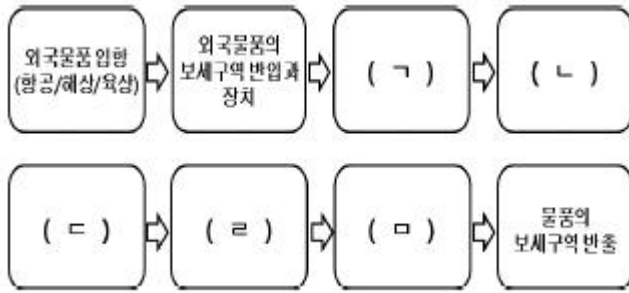 외국물품 입항
(항공/해상/육상)
외국물품의
보세구역 반입과
장치
( ㄱ )
( ㄴ )
( ㄷ )
( ㄹ )
( ㅁ )
물품의
보세구역 반출